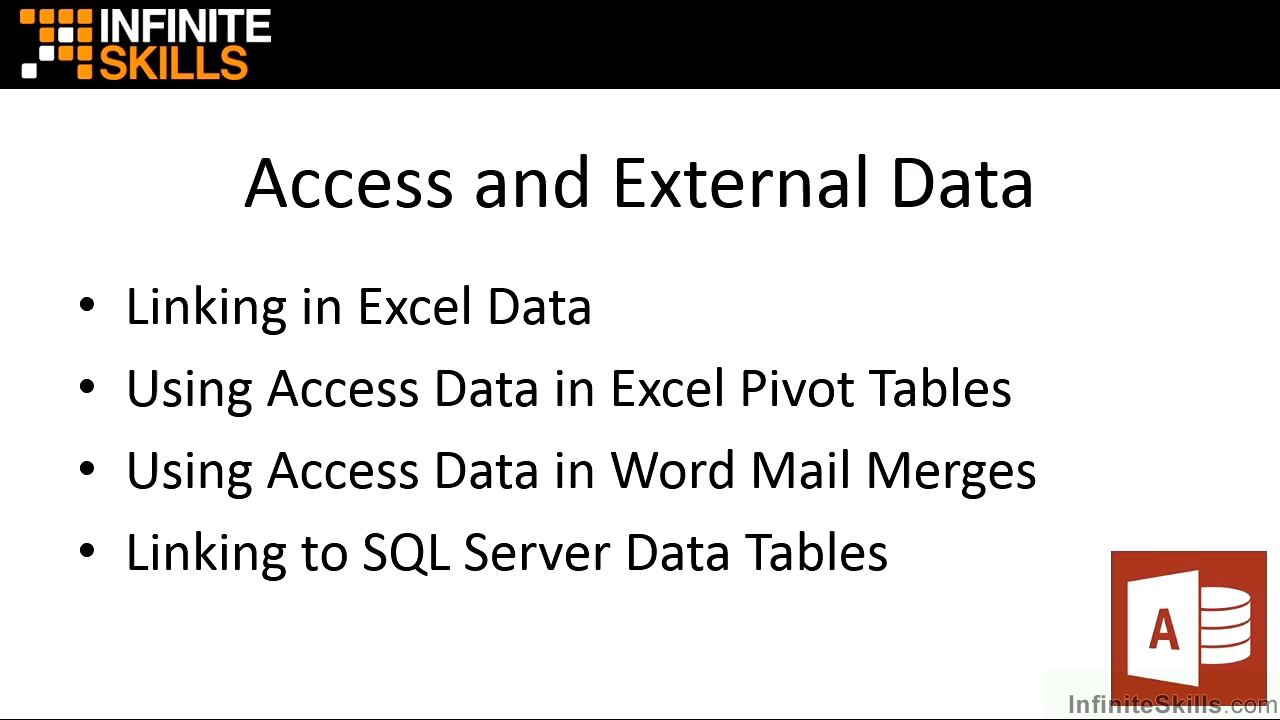 INFINITE
SKILLS
Access and External Data
• Linking in Excel Data
• Using Access Data in Excel Pivot Tables
• Using Access Data in Word Mail Merges
• Linking to SQL Server Data Tables
A
InfiniteSkills.com